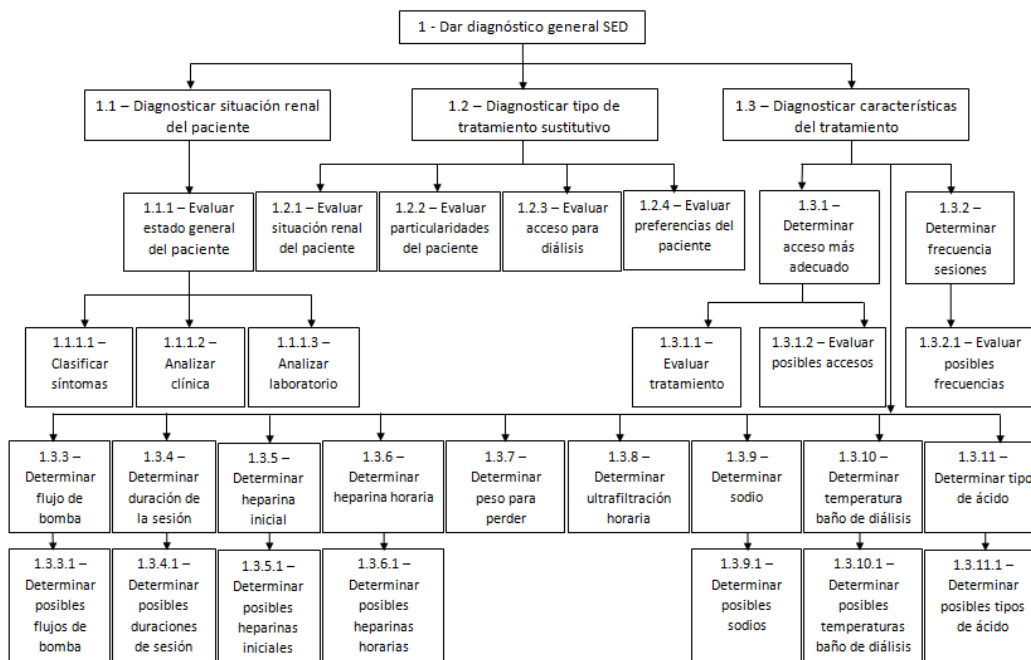 1 - Dar diagnóstico general SED
1.1 – Diagnosticar situación renal
del paciente
1.2 – Diagnosticar tipo de
tratamiento sustitutivo
1.3 – Diagnosticar características
del tratamiento
1.1.1 – Evaluar
estado general
del paciente
1.2.1 – Evaluar
situación renal
del paciente
1.2.2 – Evaluar
particularidades
del paciente
1.2.3 – Evaluar
acceso para
diálisis
1.2.4 – Evaluar
preferencias del
paciente
1.3.1 –
Determinar
acceso más
adecuado
1.3.2 –
Determinar
frecuencia
sesiones
1.1.1.1 –
Clasificar
síntomas
1.1.1.2 –
Analizar
clínica
1.1.1.3 –
Analizar
laboratorio
1.3.1.1 –
Evaluar
tratamiento
1.3.1.2 – Evaluar
posibles accesos
1.3.2.1 – Evaluar
posibles
frecuencias
1.3.3 –
Determinar
flujo de
bomba
1.3.4 –
Determinar
duración de
la sesión
1.3.5 –
Determinar
heparina
inicial
1.3.6 –
Determinar
heparina horaria
1.3.7 –
Determinar
peso para
perder
1.3.8 –
Determinar
ultrafiltración
horaria
1.3.9 –
Determinar
sodio
1.3.10 –
Determinar
temperatura
baño de diálisis
1.3.11 –
Determinar tipo
de ácido
1.3.3.1 –
Determinar
posibles
flujos de
bomba
1.3.4.1 –
Determinar
posibles
duraciones
de sesión
1.3.5.1 –
Determinar
posibles
heparinas
iniciales
1.3.6.1 –
Determinar
posibles
heparinas
horarias
1.3.9.1 –
Determinar
posibles
sodios
1.3.10.1 –
Determinar
posibles
temperaturas
baño de diálisis
1.3.11.1 –
Determinar
posibles tipos
de ácido